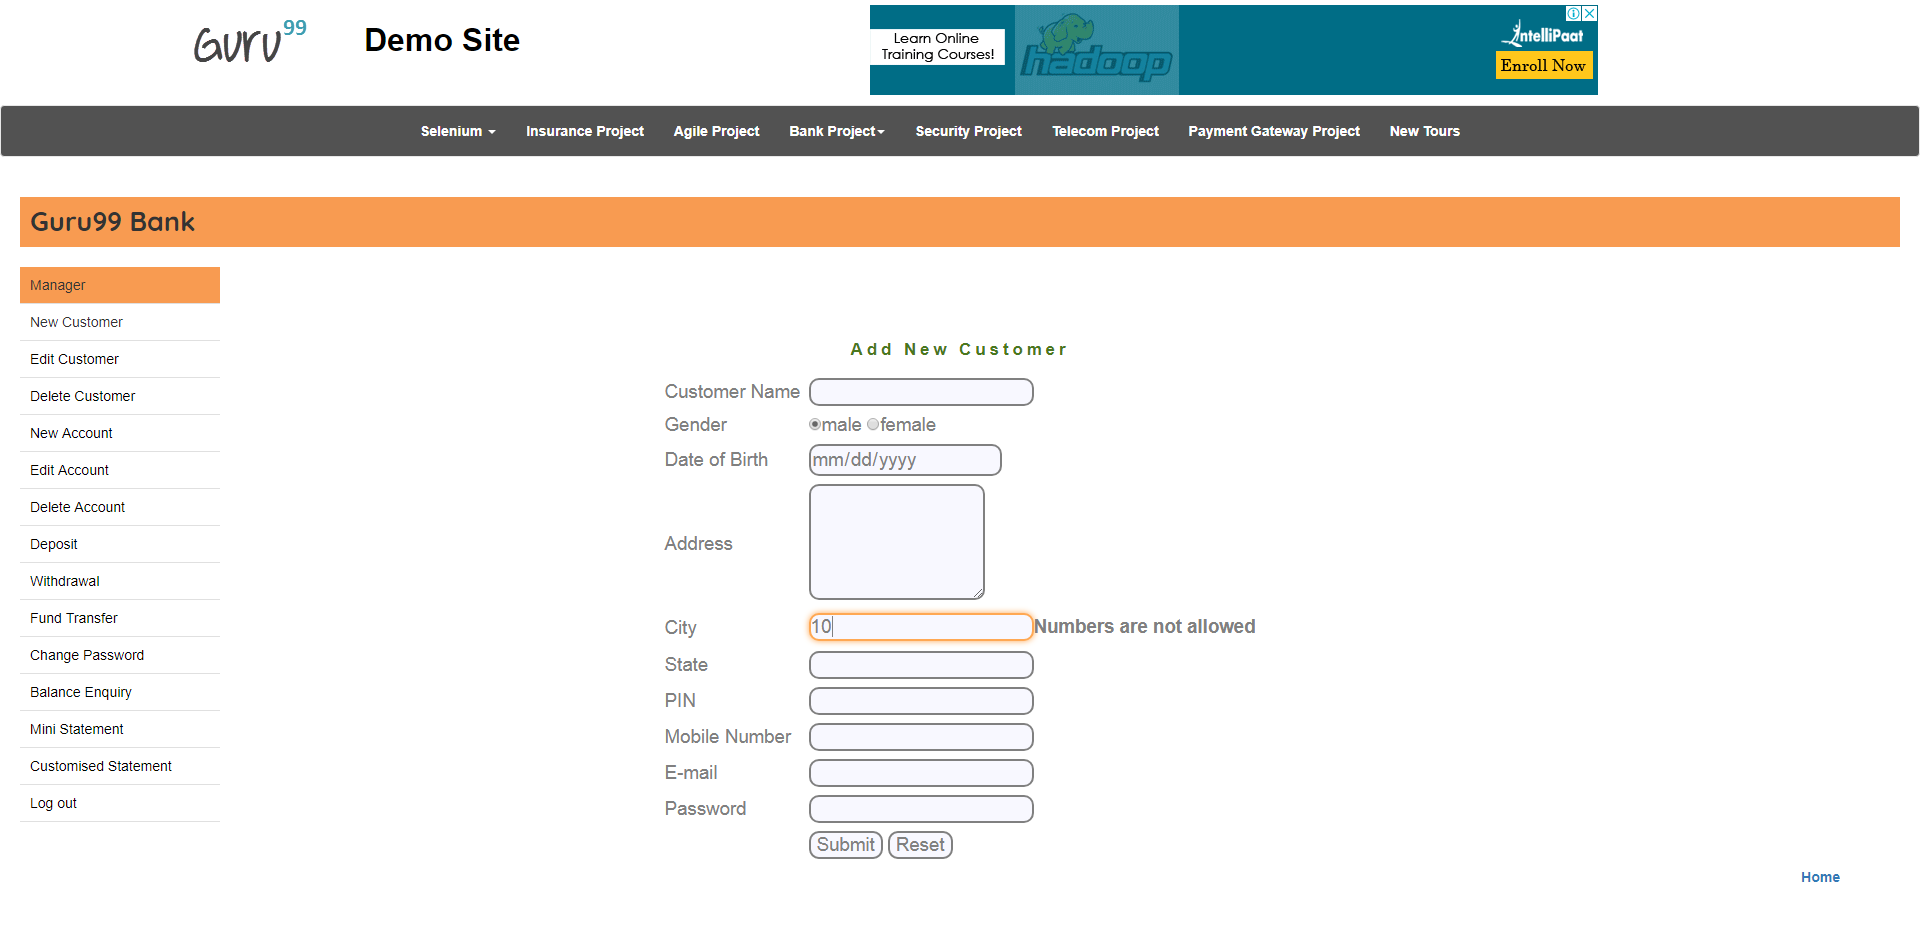 Guru99
Demo Site
Learn Online
Training Courses!
hadoop
IntelliPaat
Enroll Now
Selenium
Insurance Project
Agile Project
Bank Project
Security Project
Telecom Project
Payment Gateway Project
New Tours
Guru99 Bank
Manager
New Customer
Edit Customer
Delete Customer
New Account
Edit Account
Delete Account
Deposit
Withdrawal
Fund Transfer
Change Password
Balance Enquiry
Mini Statement
Customised Statement
Log out
Add New Customer
Customer Name
Gender male female
Date of Birth mm/dd/yyyy
Address
City 10 Numbers are not allowed
State
PIN
Mobile Number
E-mail
Password
Submit Reset
Home